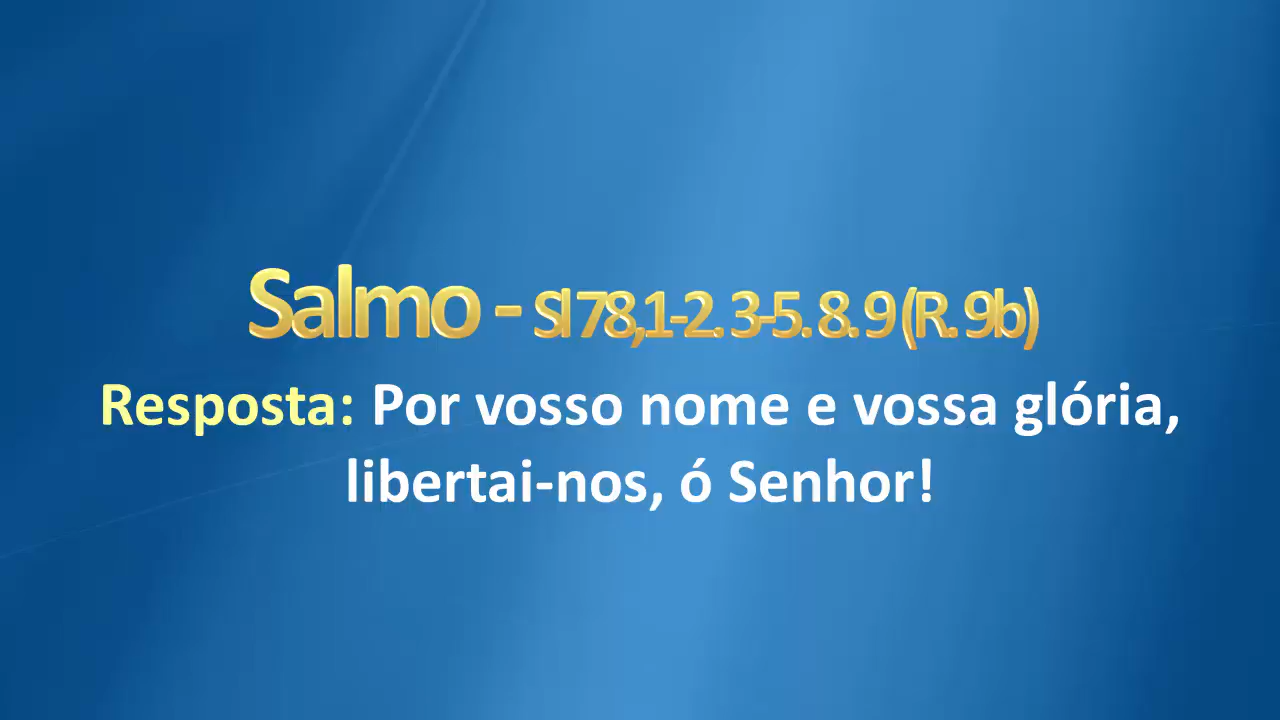 Salmo - Sl 78,1-2. 3-5. 8. 9 (R. 9b)
Resposta: Por vosso nome e vossa glória,
libertai-nos, ó Senhor!